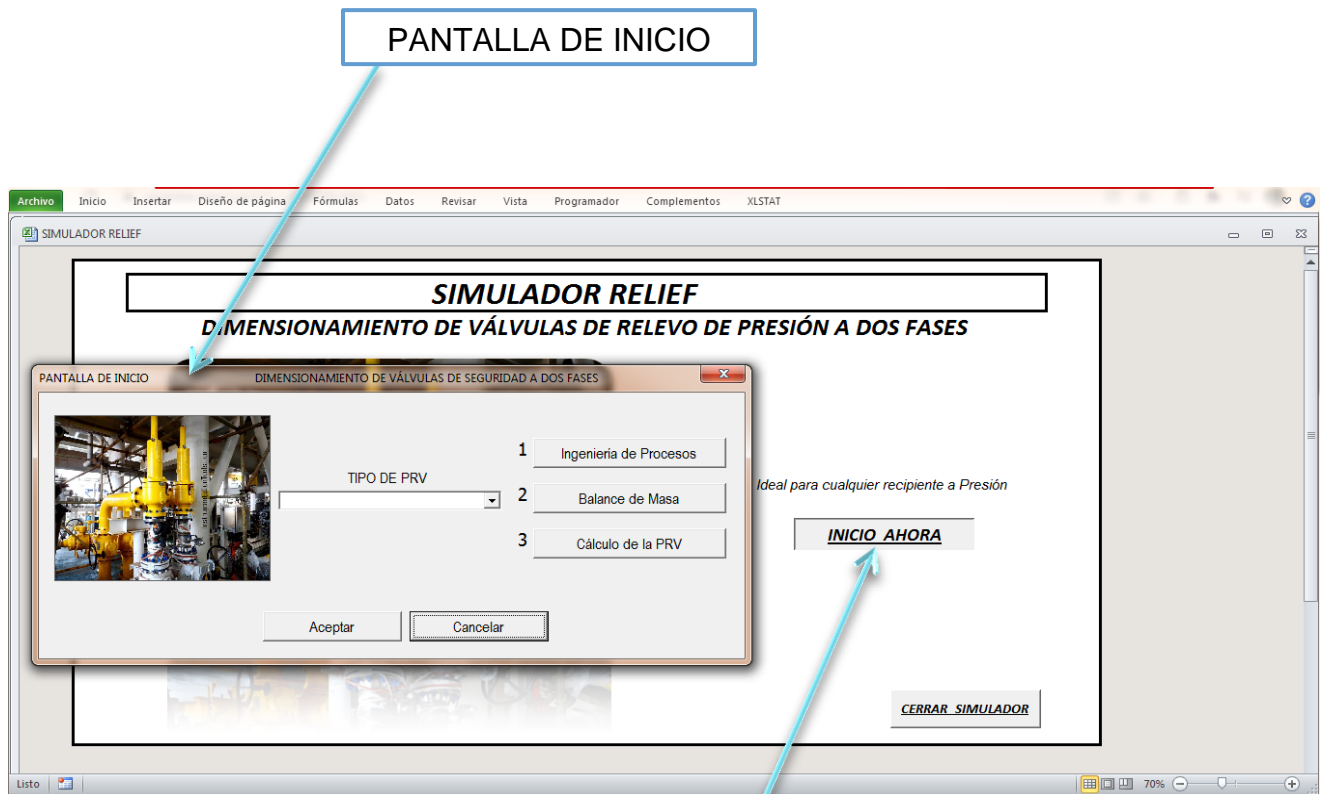 PANTALLA DE INICIO
Archivo Inicio Insertar Diseño de página Fórmulas Datos Revisar Vista Programador Complementos XLSTAT
SIMULADOR RELIEF
SIMULADOR RELIEF
DIMENSIONAMIENTO DE VÁLVULAS DE RELEVO DE PRESIÓN A DOS FASES
PANTALLA DE INICIO DIMENSIONAMIENTO DE VÁLVULAS DE SEGURIDAD A DOS FASES
1 Ingeniería de Procesos
TIPO DE PRV
2 Balance de Masa
3 Cálculo de la PRV
Aceptar Cancelar
Ideal para cualquier recipiente a Presión
INICIO AHORA
CERRAR SIMULADOR
Listo 70%